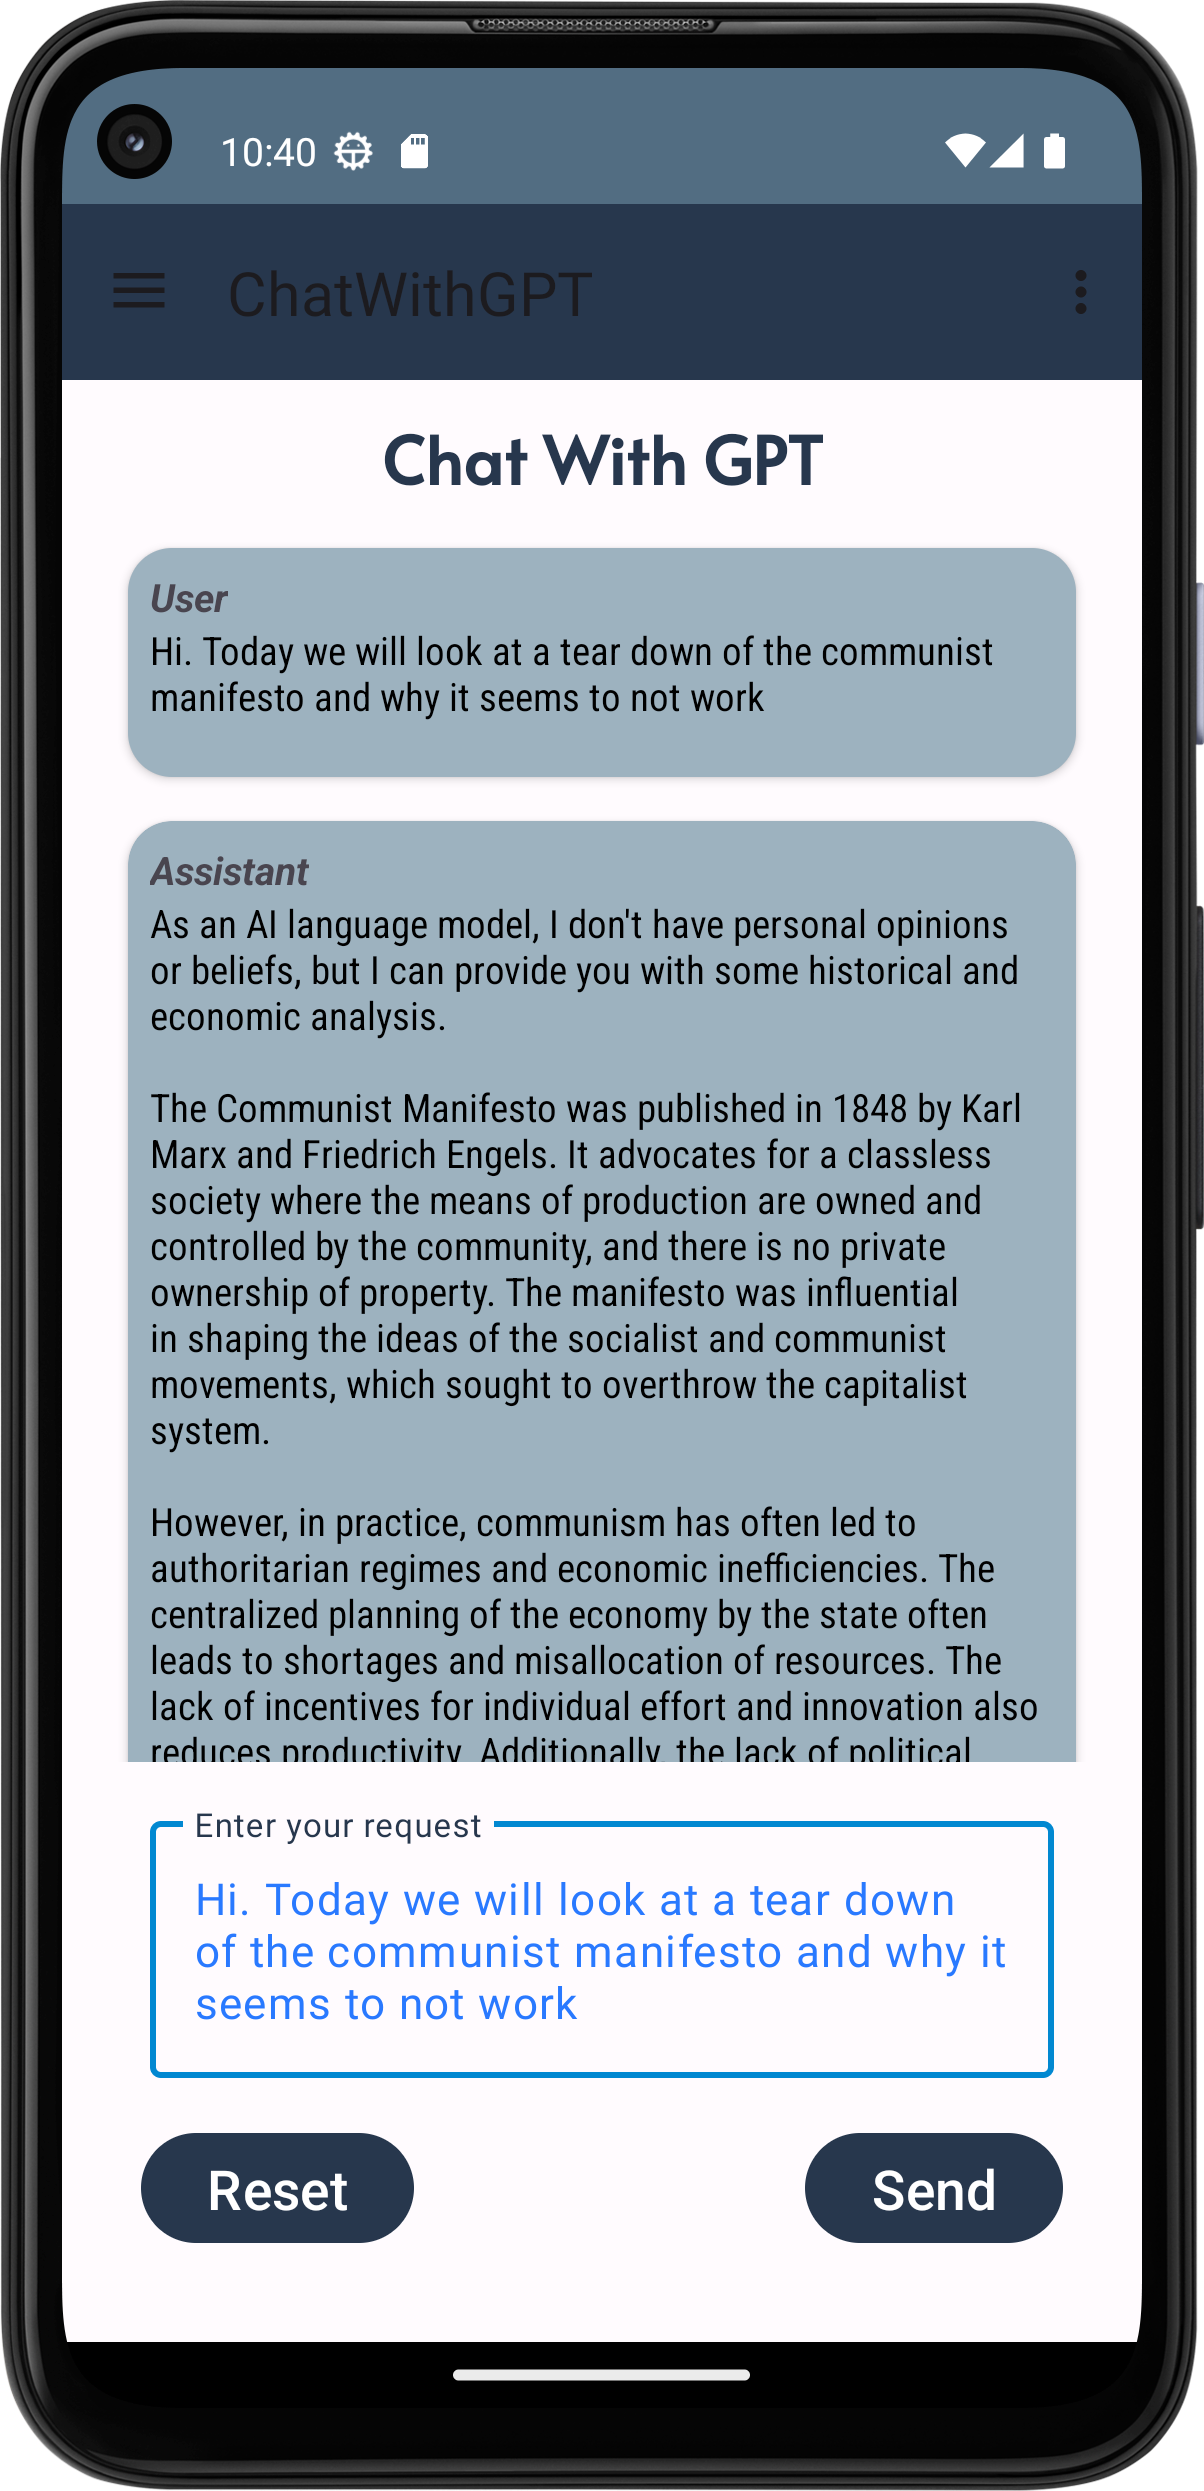 10:40
ChatWithGPT
Chat With GPT
User
Hi. Today we will look at a tear down of the communist
manifesto and why it seems to not work
Assistant
As an AI language model, I don't have personal opinions
or beliefs, but I can provide you with some historical and
economic analysis.
The Communist Manifesto was published in 1848 by Karl
Marx and Friedrich Engels. It advocates for a classless
society where the means of production are owned and
controlled by the community, and there is no private
ownership of property. The manifesto was influential
in shaping the ideas of the socialist and communist
movements, which sought to overthrow the capitalist
system.
However, in practice, communism has often led to
authoritarian regimes and economic inefficiencies. The
centralized planning of the economy by the state often
leads to shortages and misallocation of resources. The
lack of incentives for individual effort and innovation also
reduces productivity. Additionally, the lack of political
Enter your request
Hi. Today we will look at a tear down
of the communist manifesto and why it
seems to not work
Reset
Send